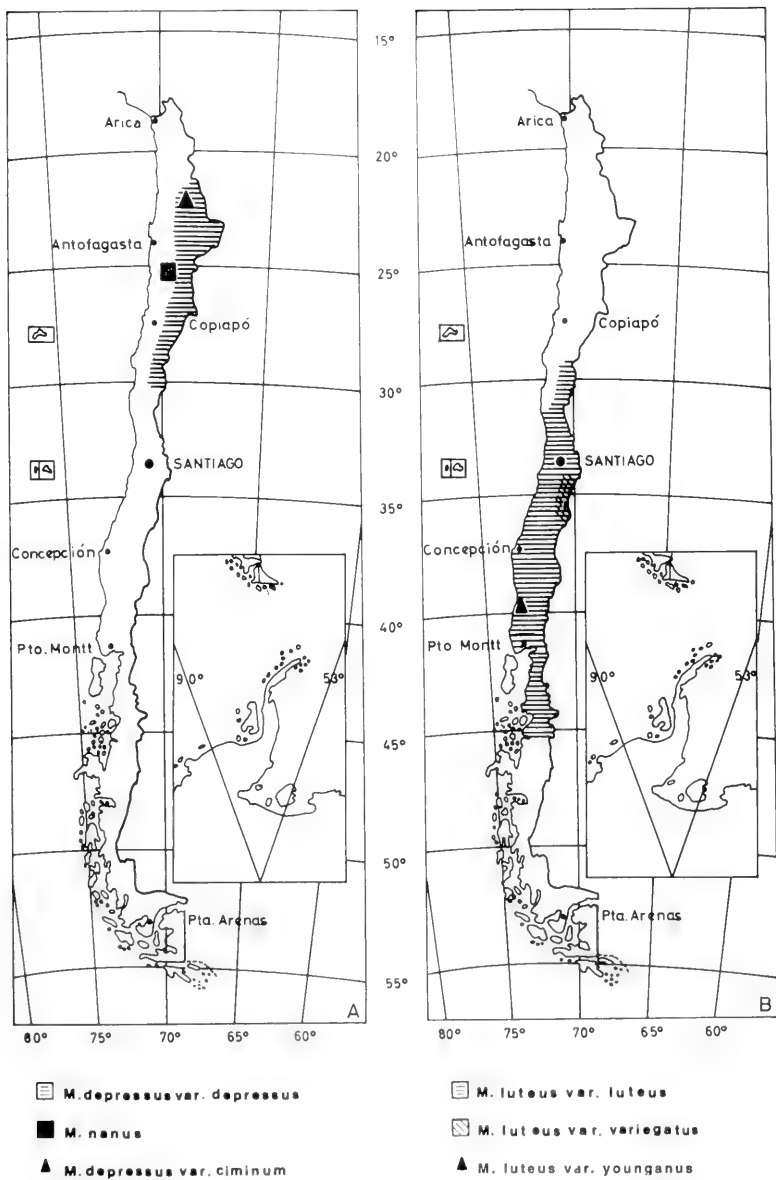 15°
20°
25°
30°
35°
40°
45°
50°
55°
Arica
Antofagasta
Copiapó
SANTIAGO
Concepción
Pto. Montt
90°
53°
Pta. Arenas
A
80°
75°
70°
65°
60°
M. depressus var. depressus
M. nanus
M. depressus var. ciminum
Arica
Antofagasta
Copiapó
SANTIAGO
Concepción
Pto. Montt
90°
53°
Pta. Arenas
B
80°
75°
70°
65°
60°
M. luteus var. luteus
M. luteus var. variegatus
M. luteus var. younganus